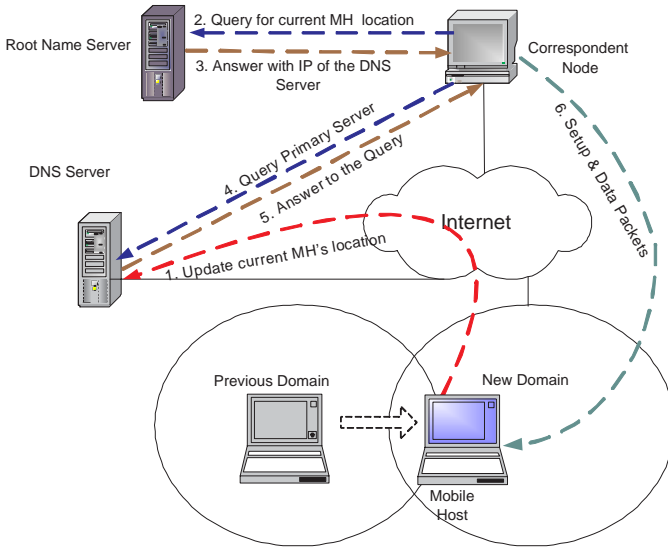 2. Query for current MH location
Root Name Server
3. Answer with IP of the DNS
Server
Correspondent
Node
4. Query Primary Server
5. Answer to the Query
6. Setup & Data Packets
DNS Server
Internet
1. Update current MH's location
Previous Domain
New Domain
Mobile
Host